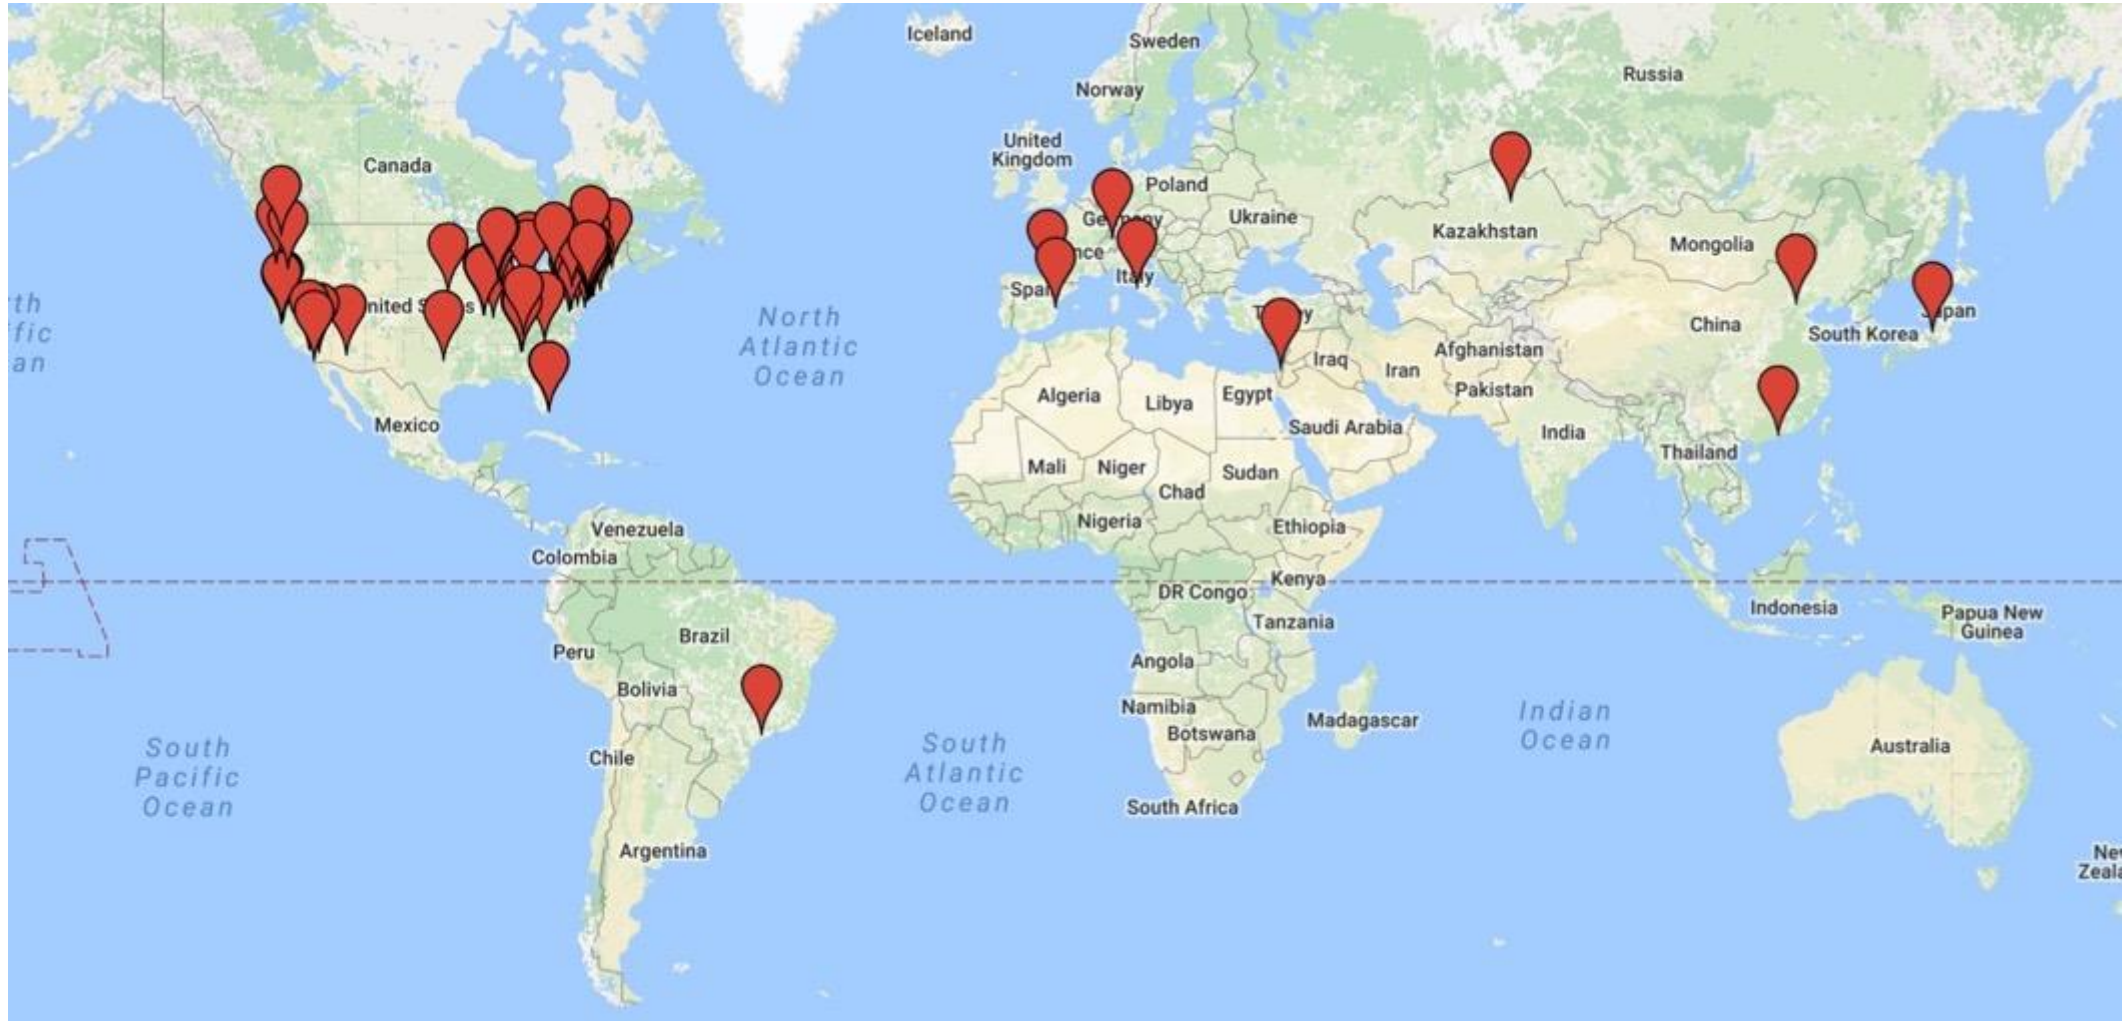 Iceland
Sweden
Russia
Norway
United
Kingdom
Canada
Poland
Ukraine
Kazakhstan
Mongolia
Italy
China
South Korea
Afghanistan
Iraq
Iran
Pakistan
North
Atlantic
Ocean
Algeria
Libya
Egypt
Saudi Arabia
India
Thailand
Mexico
Mali
Niger
Chad
Sudan
Nigeria
Ethiopia
Venezuela
Colombia
Kenya
DR Congo
Tanzania
Indonesia
Papua New
Guinea
Brazil
Peru
Bolivia
Angola
Namibia
Botswana
Madagascar
Indian
Ocean
Australia
South
Pacific
Ocean
Chile
South
Atlantic
Ocean
South Africa
Argentina